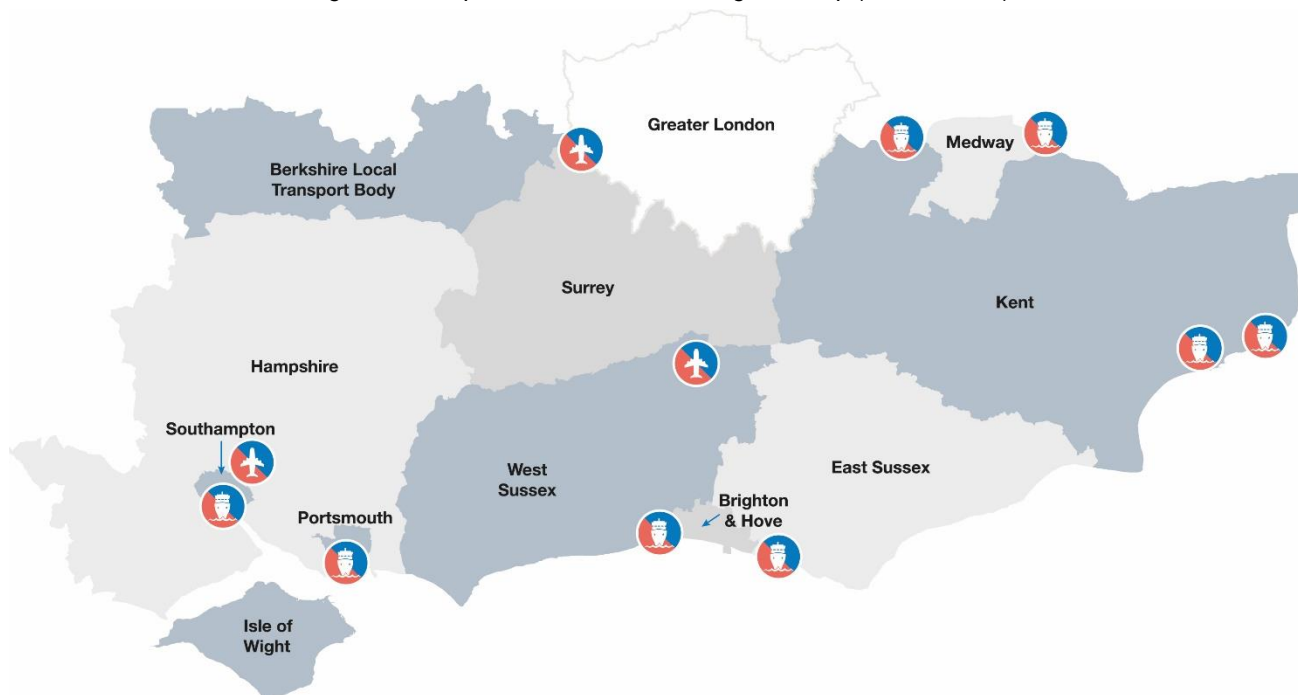 Greater London
Medway
Berkshire Local
Transport Body
Surrey
Kent
Hampshire
Southampton
West
Sussex
East Sussex
Brighton
& Hove
Portsmouth
Isle of
Wight